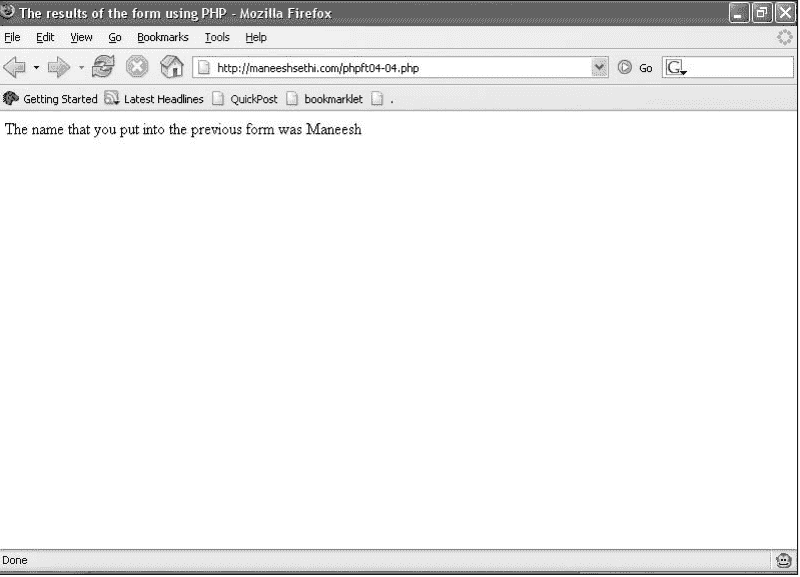 The results of the form using PHP - Mozilla Firefox
File Edit View Go Bookmarks Tools Help
http://maneeshsethi.com/phpft04-04.php Go G
Getting Started Latest Headlines QuickPost bookmarklet .
The name that you put into the previous form was Maneesh
Done